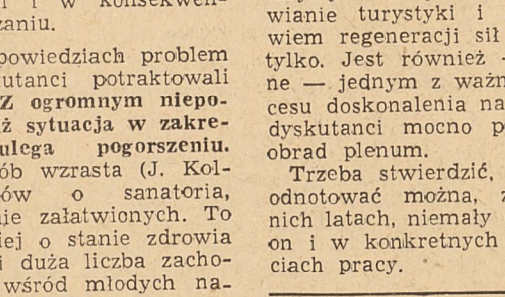 i i w konsekwen-
zaniu.
powiedziach problem
utanci potraktowali
Z ogromnym niepo-
ż sytuacja w zakre-
ulega pogorszeniu.
ób wzrasta (J. Kol-
ów o sanatoria,
ie załatwionych. To
iej o stanie zdrowia
i duża liczba zacho-
wśród młodych na-
wianie turystyki i
wiem regeneracji sił
tylko. Jest również
ne — jednym z ważn
cesu doskonalenia na
dyskutanci mocno p
obrad plenum.
Trzeba stwierdzić,
odnotować można, z
nich latach, niemały
on i w konkretnych
ciach pracy.